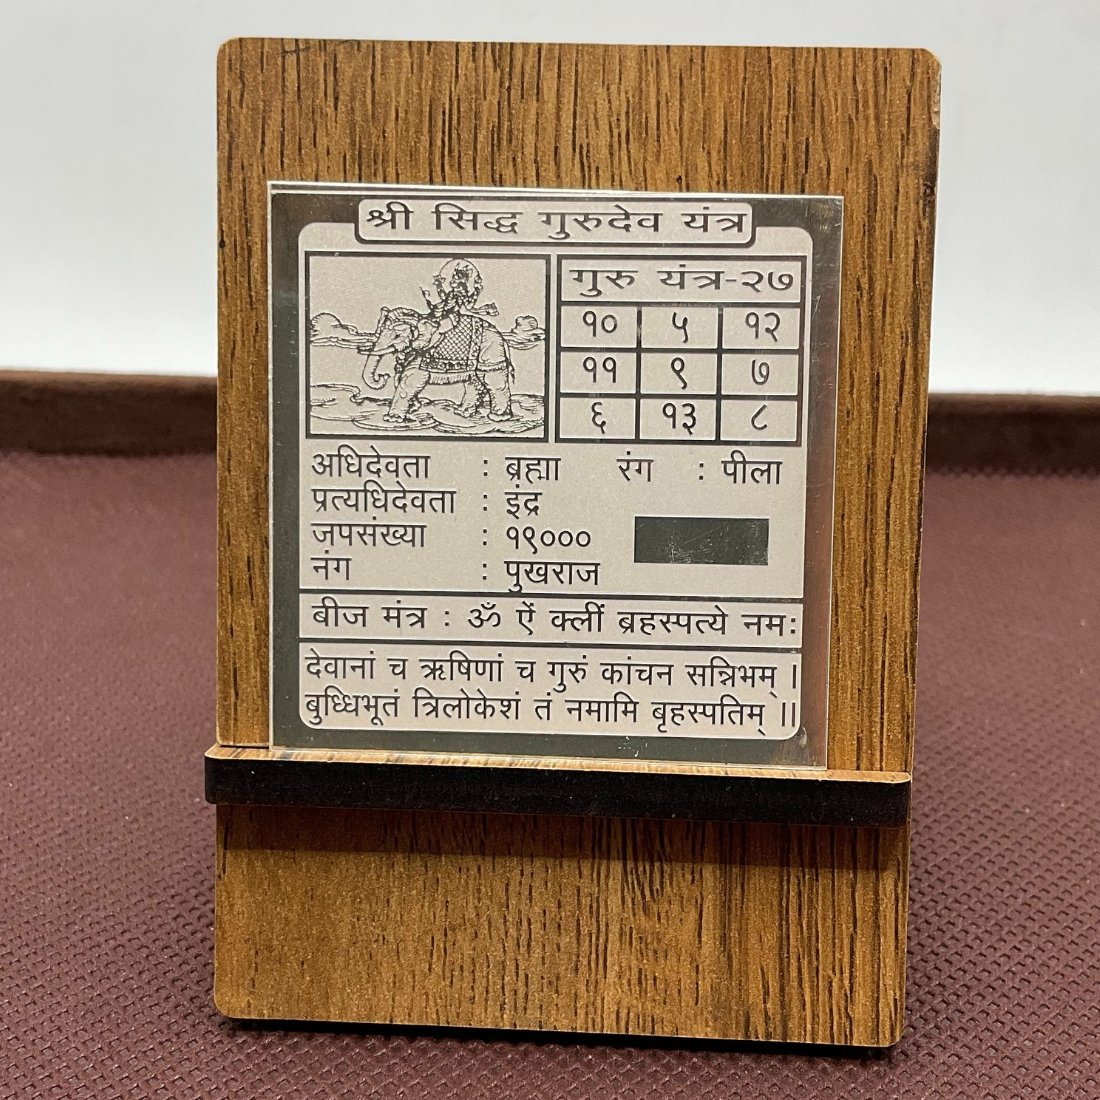 श्री सिद्ध गुरुदेव यंत्र
गुरु यंत्र-२७
१० ५ १२
११ ९ ७
६ १३ ८
अधिदेवता : ब्रह्मा रंग : पीला
प्रत्यधिदेवता : इंद्र
जपसंख्या : १९०००
नंग : पुखराज
बीज मंत्र : ॐ ऐं क्लीं ब्रहस्पत्ये नम:
देवानां च ऋषिणां च गुरुं कांचन सन्निभम् ।
बुध्धिभूतं त्रिलोकेशं तं नमामि बृहस्पतिम् ।।